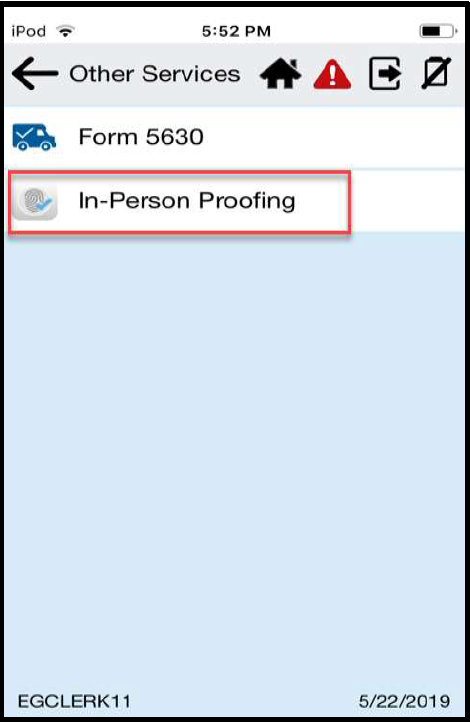 iPod 5:52 PM
Other Services
Form 5630
In-Person Proofing
EGCLERK11 5/22/2019